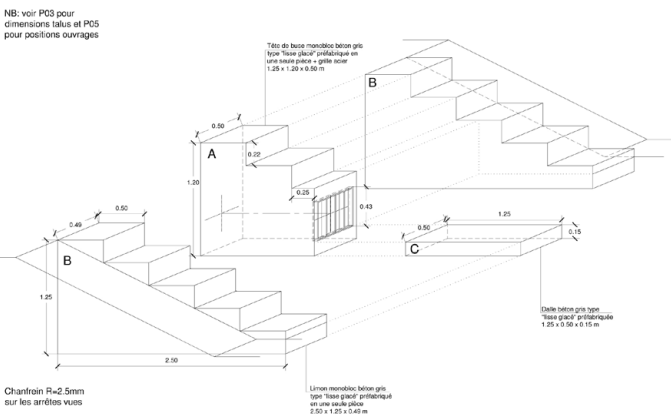 NB: voir P03 pour
dimensions talus et P05
pour positions ouvrages
Tête de buse monobloc béton gris
type "lisse glacé" préfabriqué en
une seule pièce + grille acier
1.25 x 1.20 x 0.50 m
B
0.50
A
0.22
1.20
0.25
0.43
0.50
1.25
0.15
C
0.49
0.50
B
1.25
2.50
Dalle béton gris type
"lisse glacé" préfabriquée
1.25 x 0.50 x 0.15 m
Limon monobloc béton gris
type "lisse glacé" préfabriqué
en une seule pièce
2.50 x 1.25 x 0.49 m
Chanfrein R=2.5mm
sur les arrêtes vues